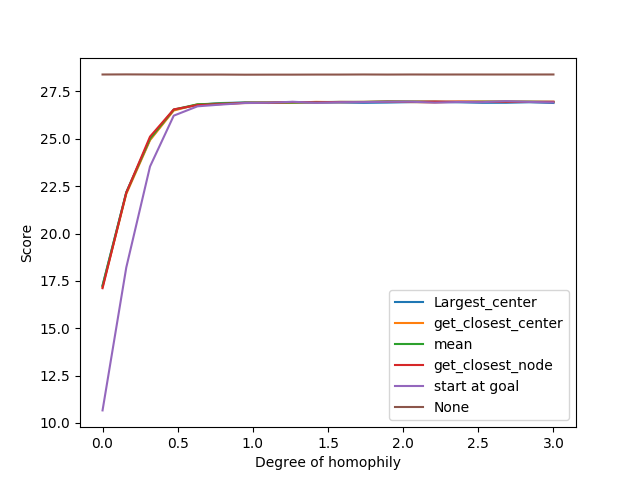 27.5
25.0
22.5
20.0
17.5
15.0
12.5
10.0
Score
0.0 0.5 1.0 1.5 2.0 2.5 3.0
Degree of homophily
Largest_center
get_closest_center
mean
get_closest_node
start at goal
None